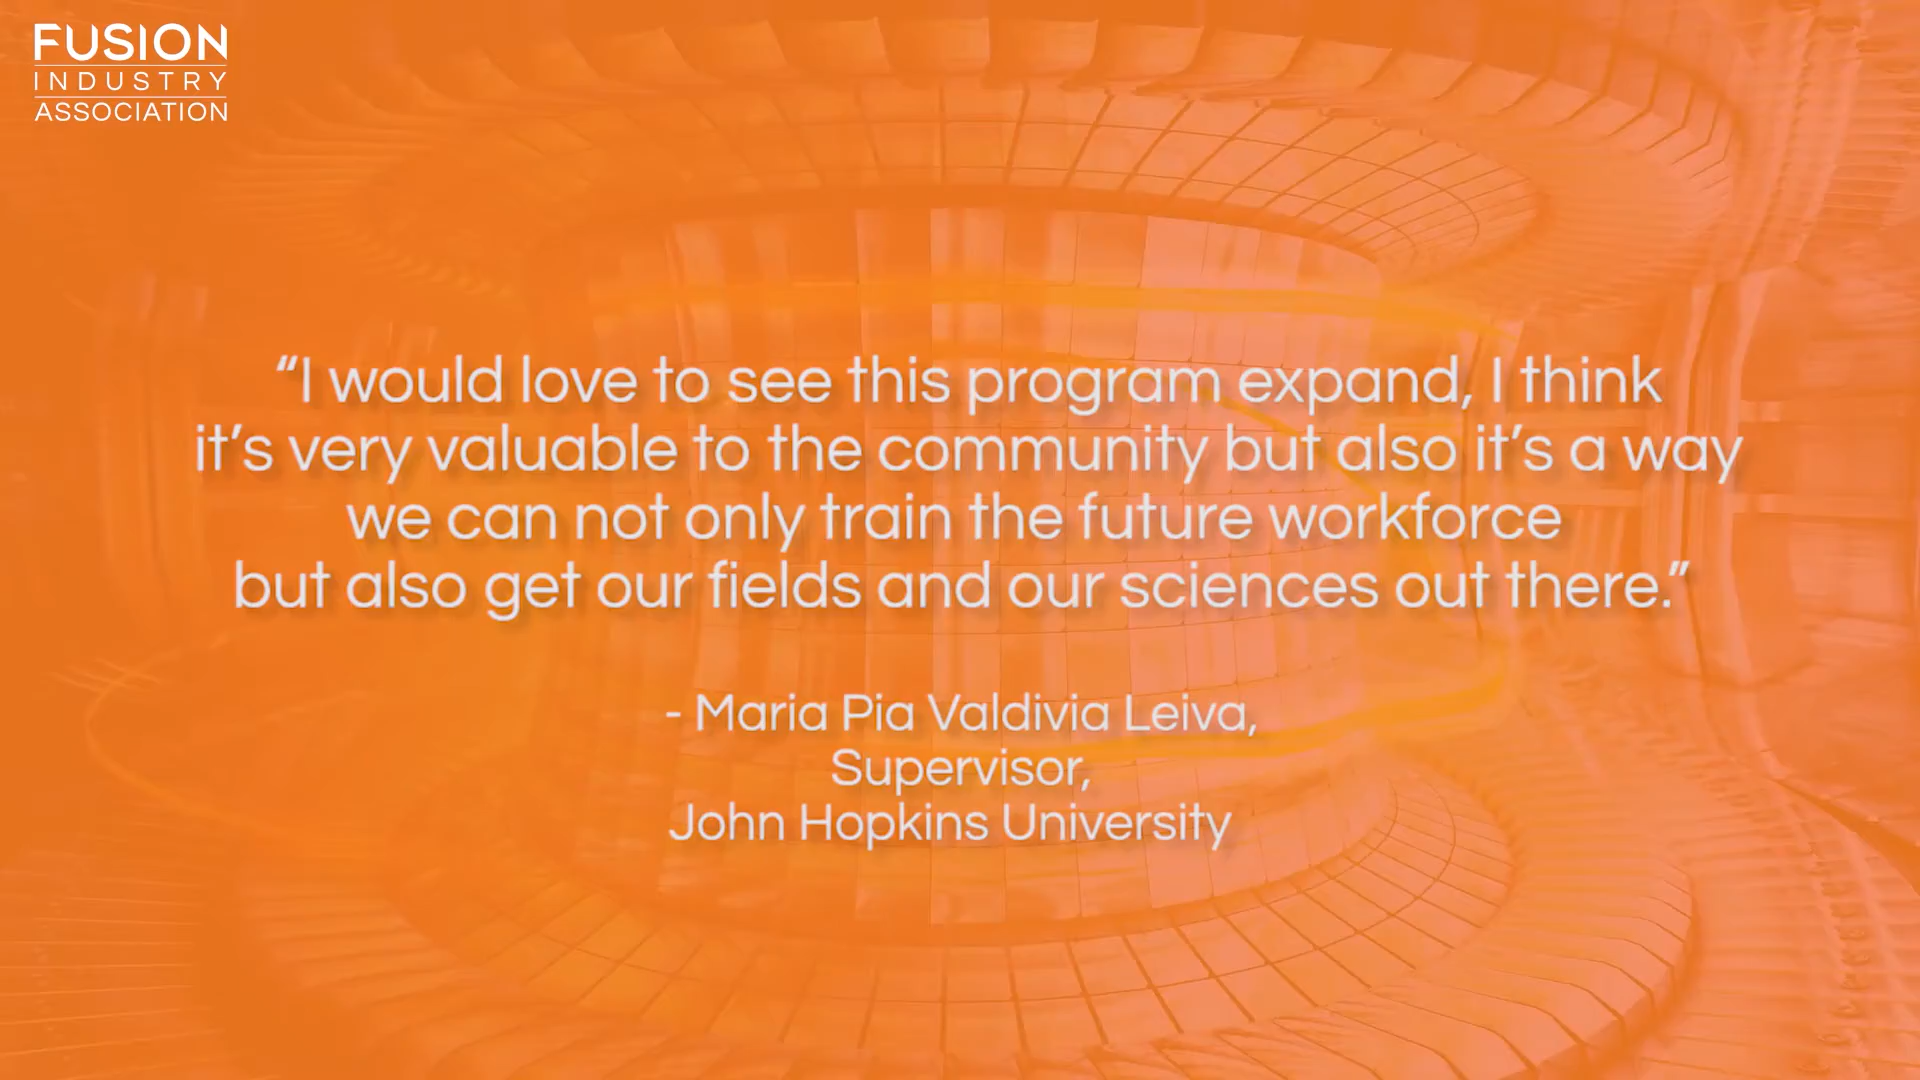 FUSION
INDUSTRY
ASSOCIATION
“I would love to see this program expand, I think
it’s very valuable to the community but also it’s a way
we can not only train the future workforce
but also get our fields and our sciences out there.”
- Maria Pia Valdivia Leiva,
Supervisor,
John Hopkins University